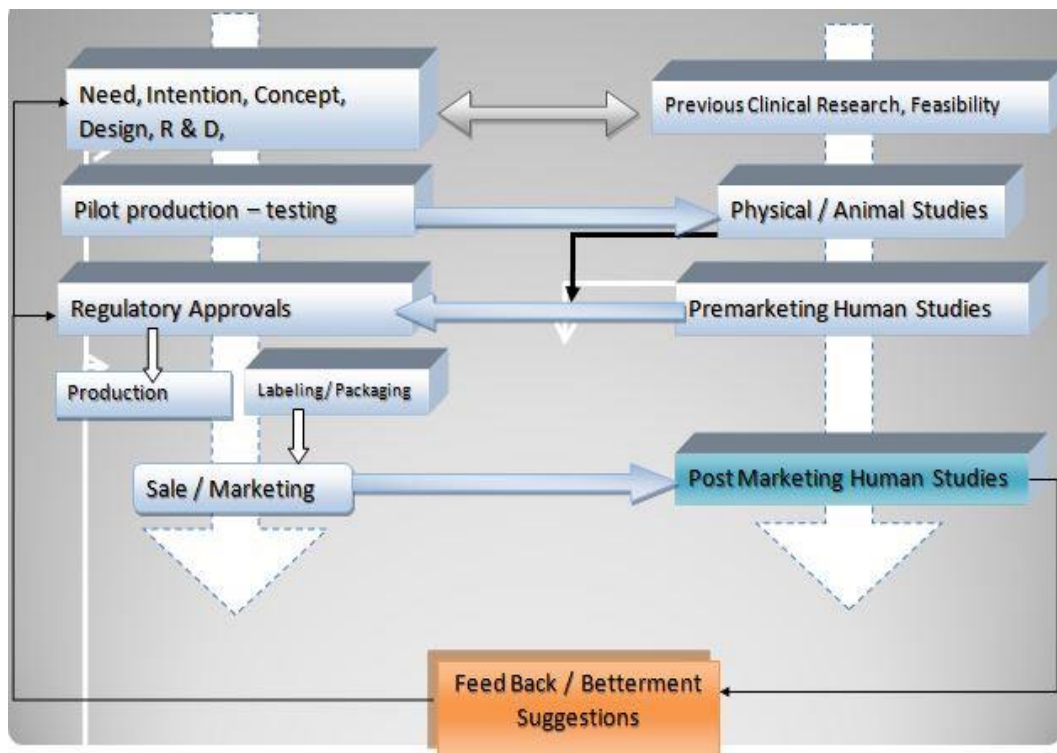 Need, Intention, Concept,
Design, R & D,
Previous Clinical Research, Feasibility
Pilot production – testing
Physical / Animal Studies
Regulatory Approvals
Premarketing Human Studies
Production
Labeling/ Packaging
Sale / Marketing
Post Marketing Human Studies
Feed Back / Betterment
Suggestions